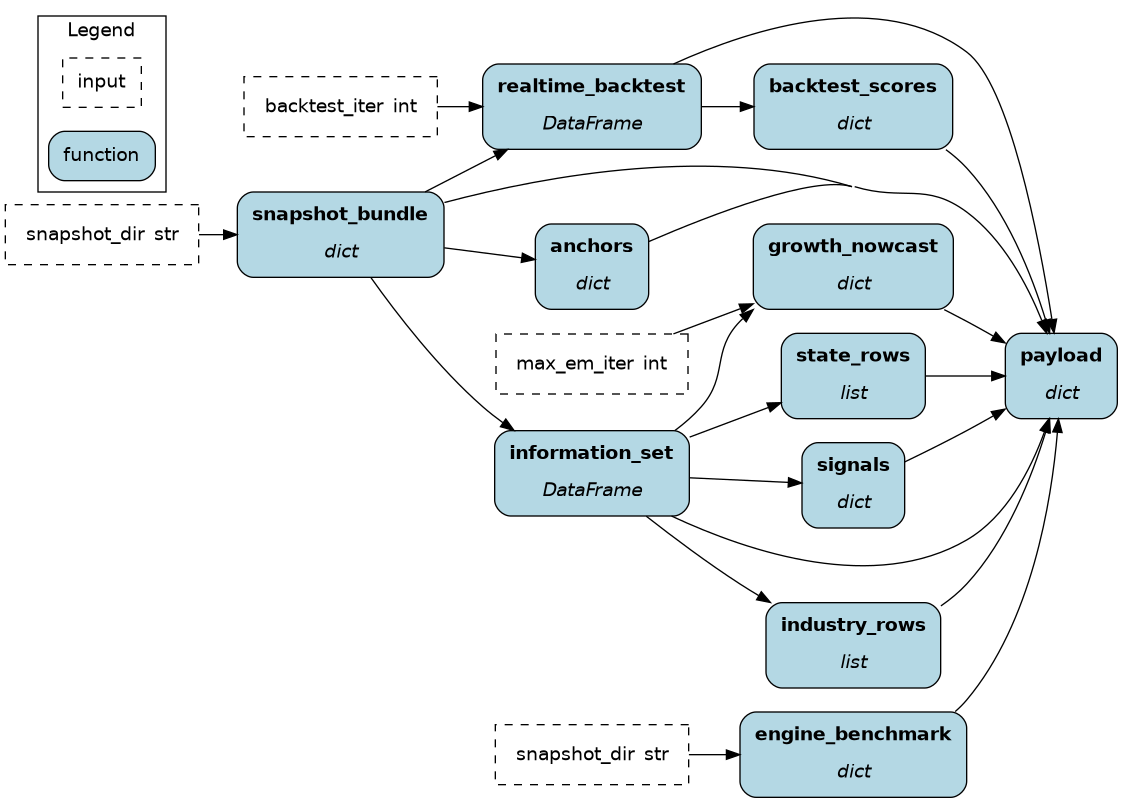 Legend
input
function
backtest_iter int
realtime_backtest
DataFrame
backtest_scores
dict
snapshot_dir str
snapshot_bundle
dict
anchors
dict
growth_nowcast
dict
max_em_iter int
state_rows
list
payload
dict
information_set
DataFrame
signals
dict
industry_rows
list
snapshot_dir str
engine_benchmark
dict